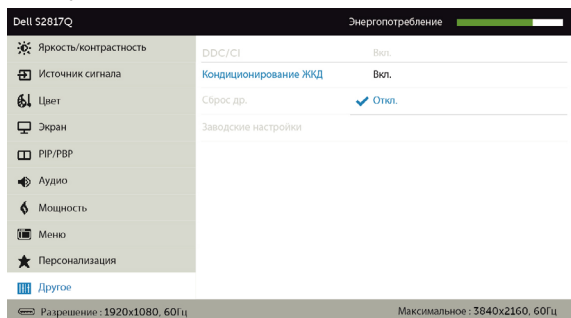 Dell S2817Q Энергопотребление
Яркость/контрастность DDC/CI Вкл.
Источник сигнала Кондиционирование ЖКД Вкл.
Цвет Сброс др. Откл.
Экран Заводские настройки
PIP/PBP
Аудио
Мощность
Меню
Персонализация
Другое
Разрешение : 1920x1080, 60Гц Максимальное : 3840x2160, 60Гц